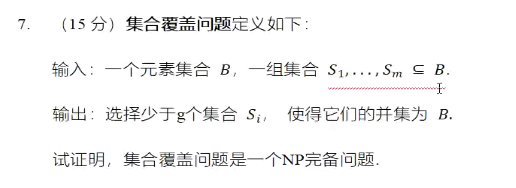 7. （15 分）集合覆盖问题定义如下：
输入：一个元素集合 B，一组集合 S₁,...,Sₘ ⊆ B.
输出：选择少于g个集合 Sᵢ， 使得它们的并集为 B.
试证明，集合覆盖问题是一个NP完备问题.